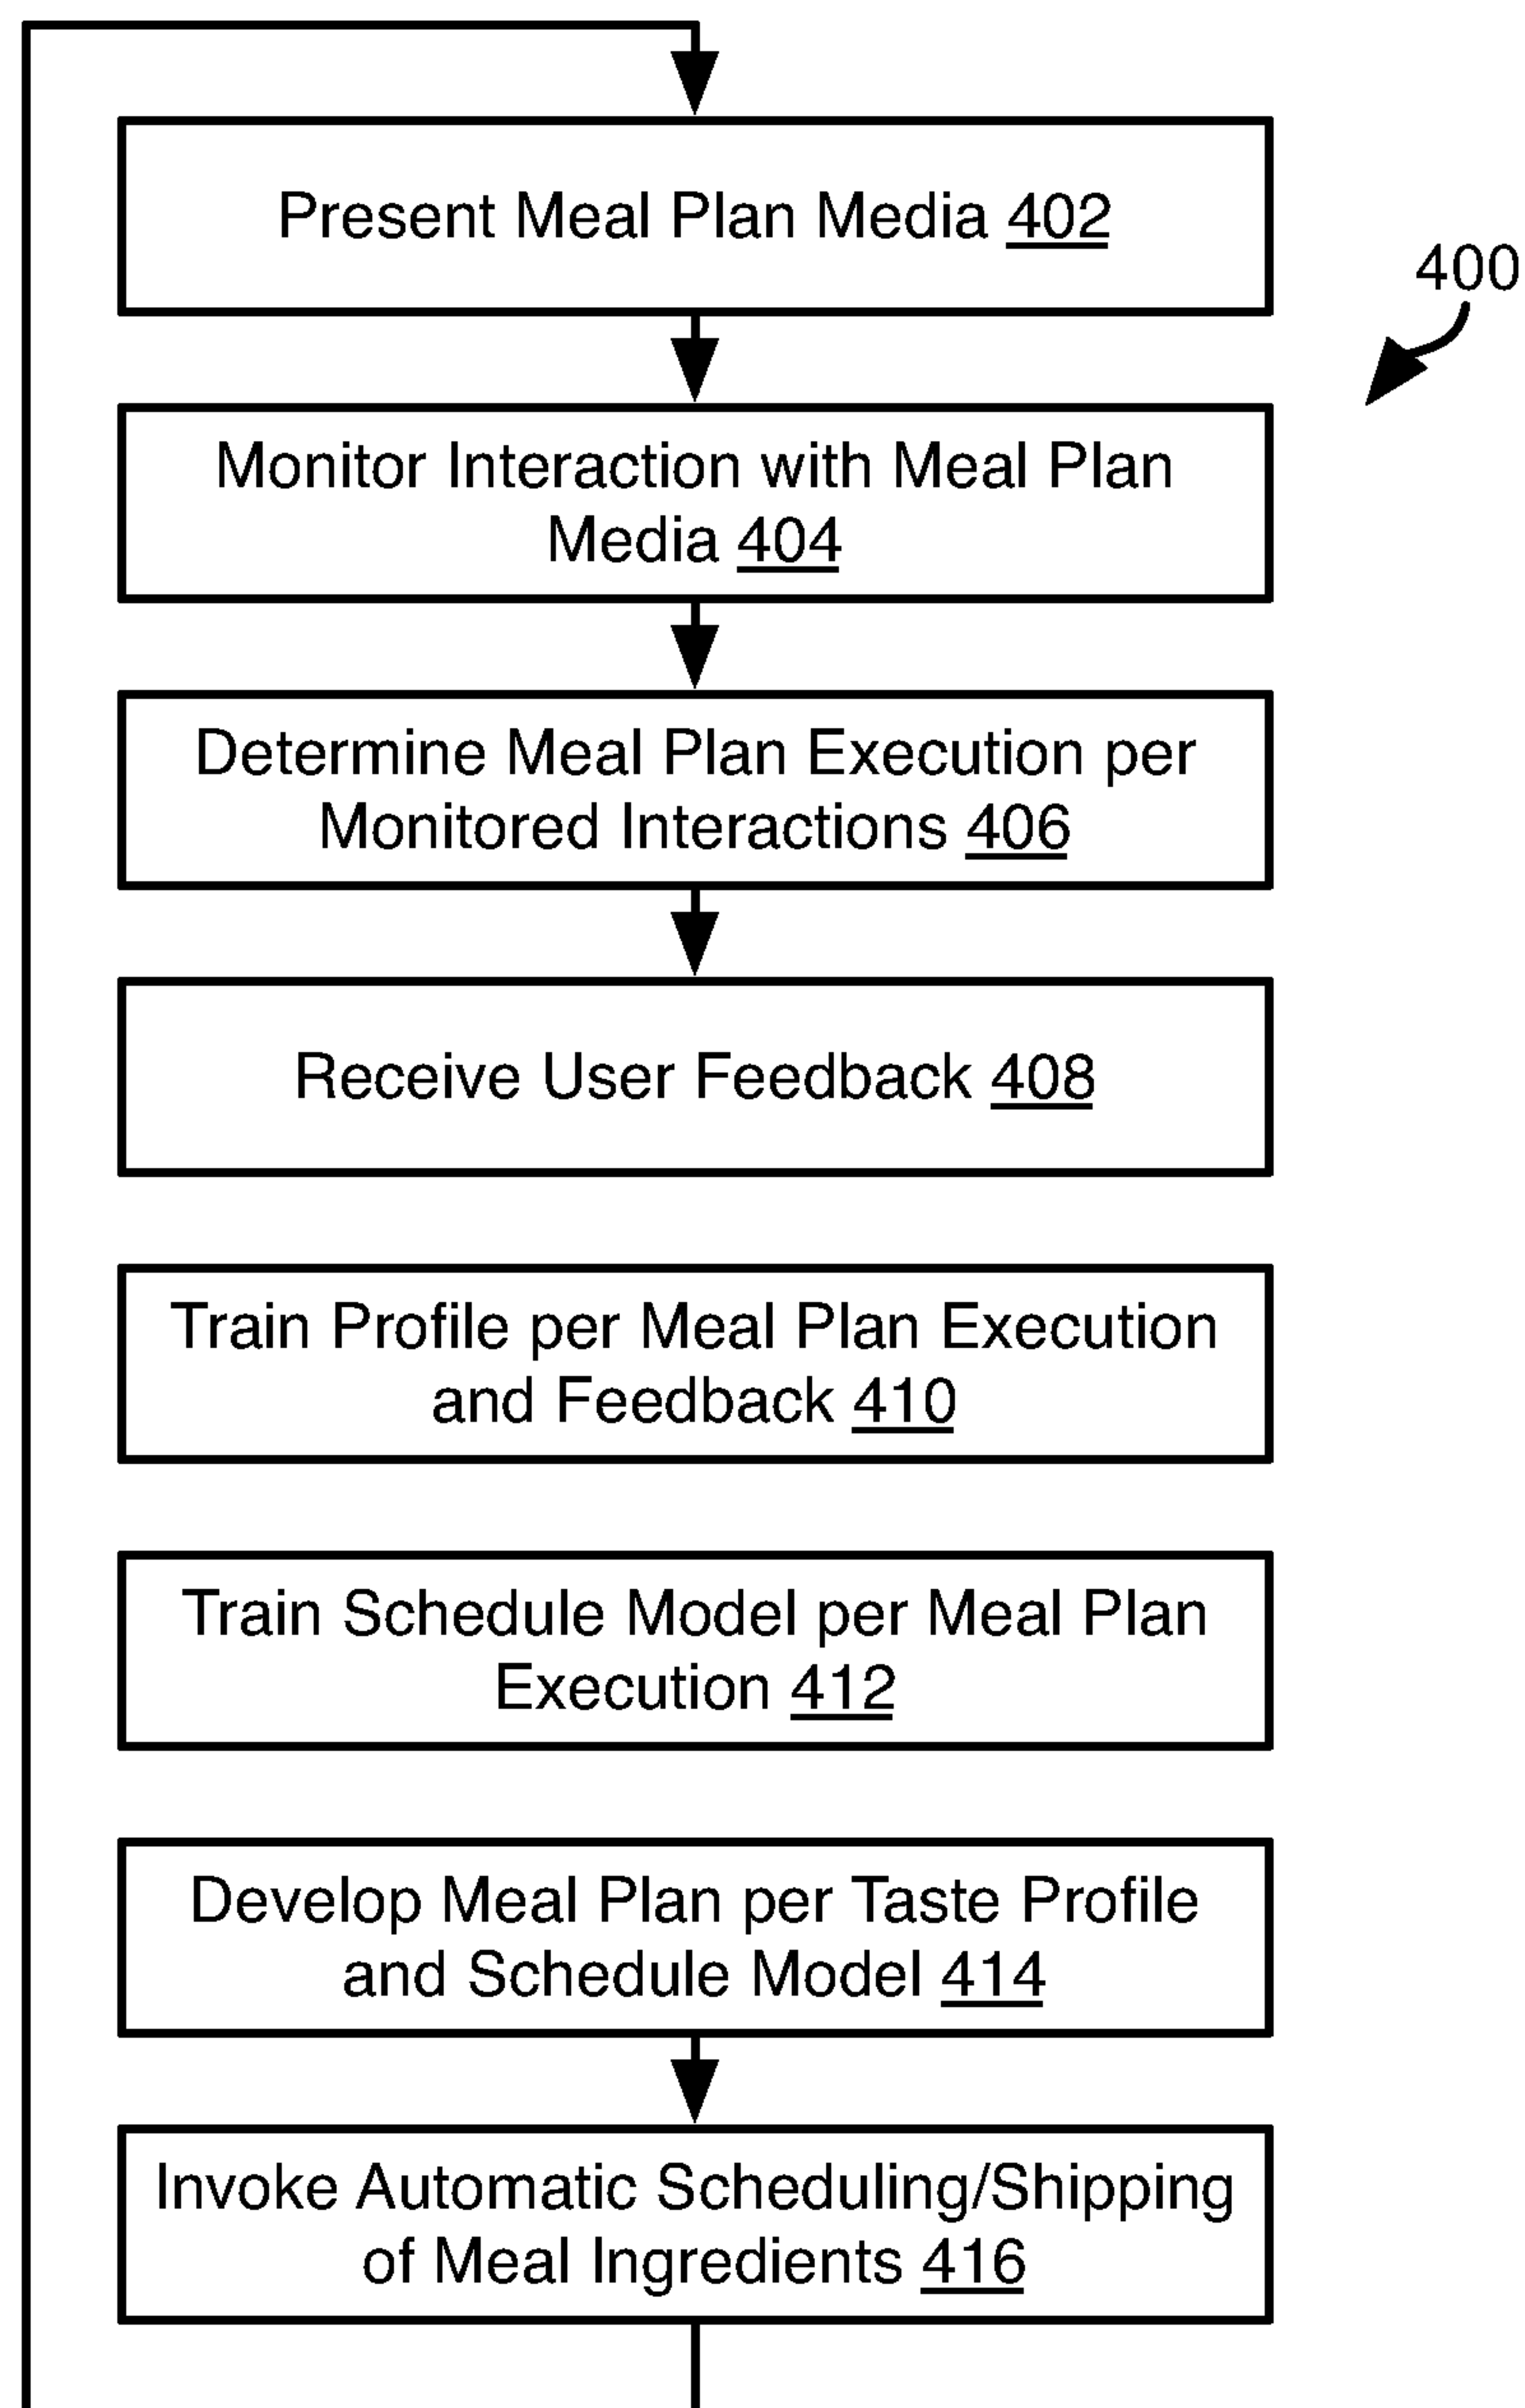 Present Meal Plan Media 402
400
Monitor Interaction with Meal Plan
Media 404
Determine Meal Plan Execution per
Monitored Interactions 406
Receive User Feedback 408
Train Profile per Meal Plan Execution
and Feedback 410
Train Schedule Model per Meal Plan
Execution 412
Develop Meal Plan per Taste Profile
and Schedule Model 414
Invoke Automatic Scheduling/Shipping
of Meal Ingredients 416